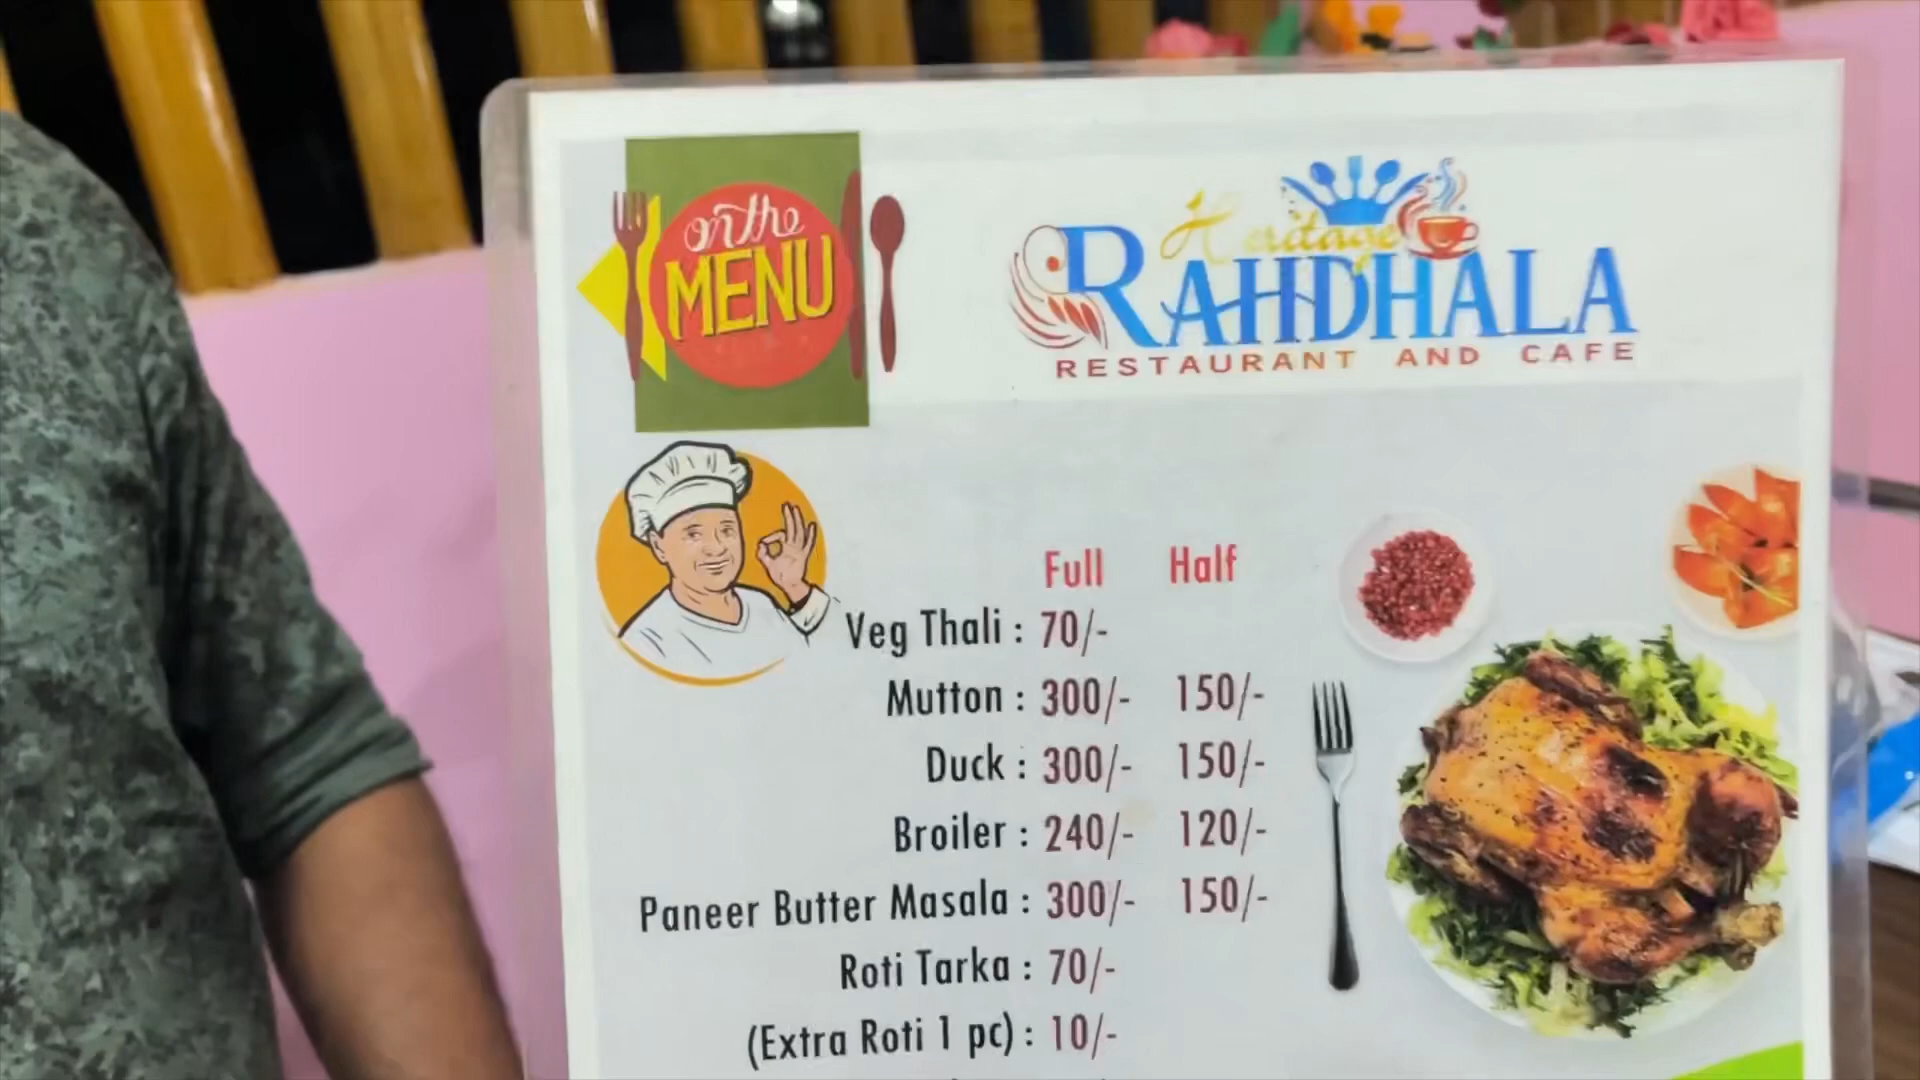 on the
MENU
Heritage
RAHDHALA
RESTAURANT AND CAFE
Full Half
Veg Thali : 70/-
Mutton : 300/- 150/-
Duck : 300/- 150/-
Broiler : 240/- 120/-
Paneer Butter Masala : 300/- 150/-
Roti Tarka : 70/-
(Extra Roti 1 pc) : 10/-